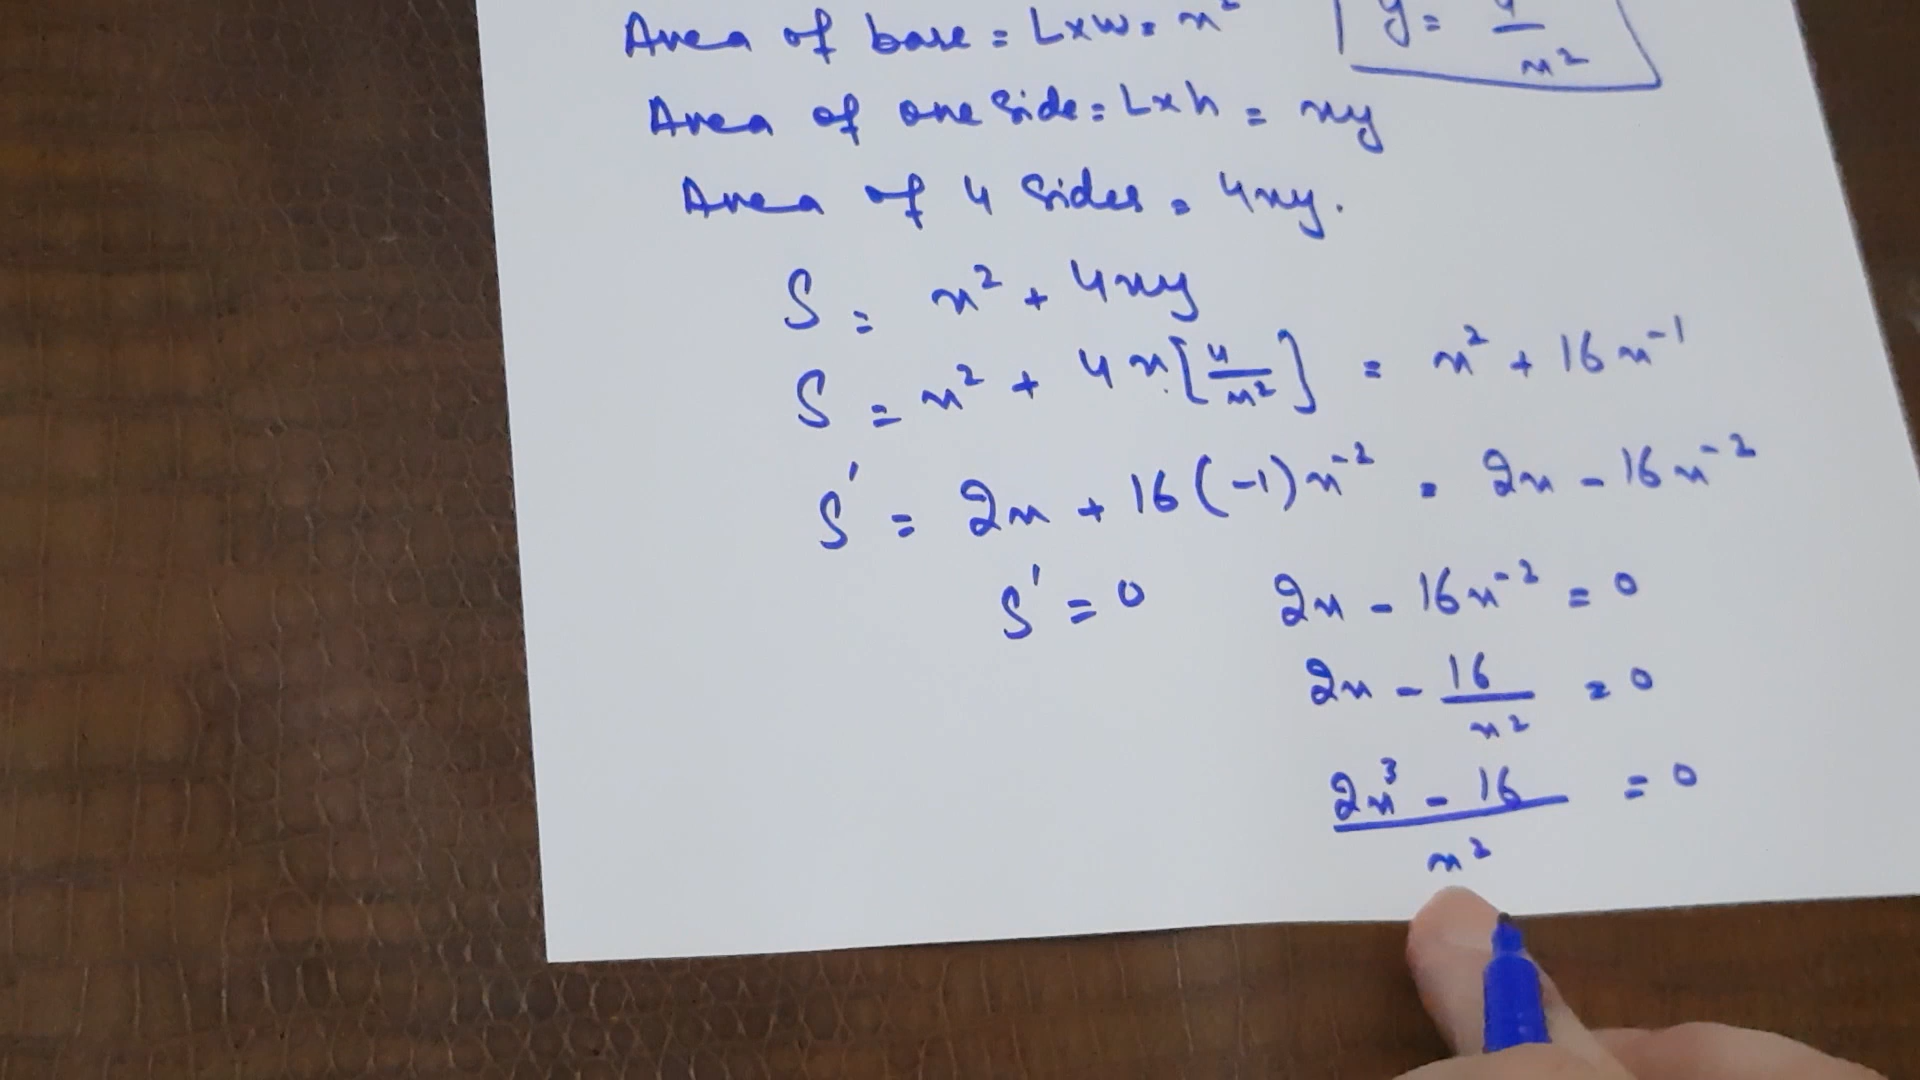 Area of base = L×w = x²
y = 4/x²
Area of one Side = L×h = xy
Area of 4 Sides = 4xy.
S = x² + 4xy
S = x² + 4x[4/x²] = x² + 16x⁻¹
S' = 2x + 16(-1)x⁻² = 2x - 16x⁻²
S' = 0   2x - 16x⁻² = 0
2x - 16/x² = 0
2x³ - 16/x² = 0